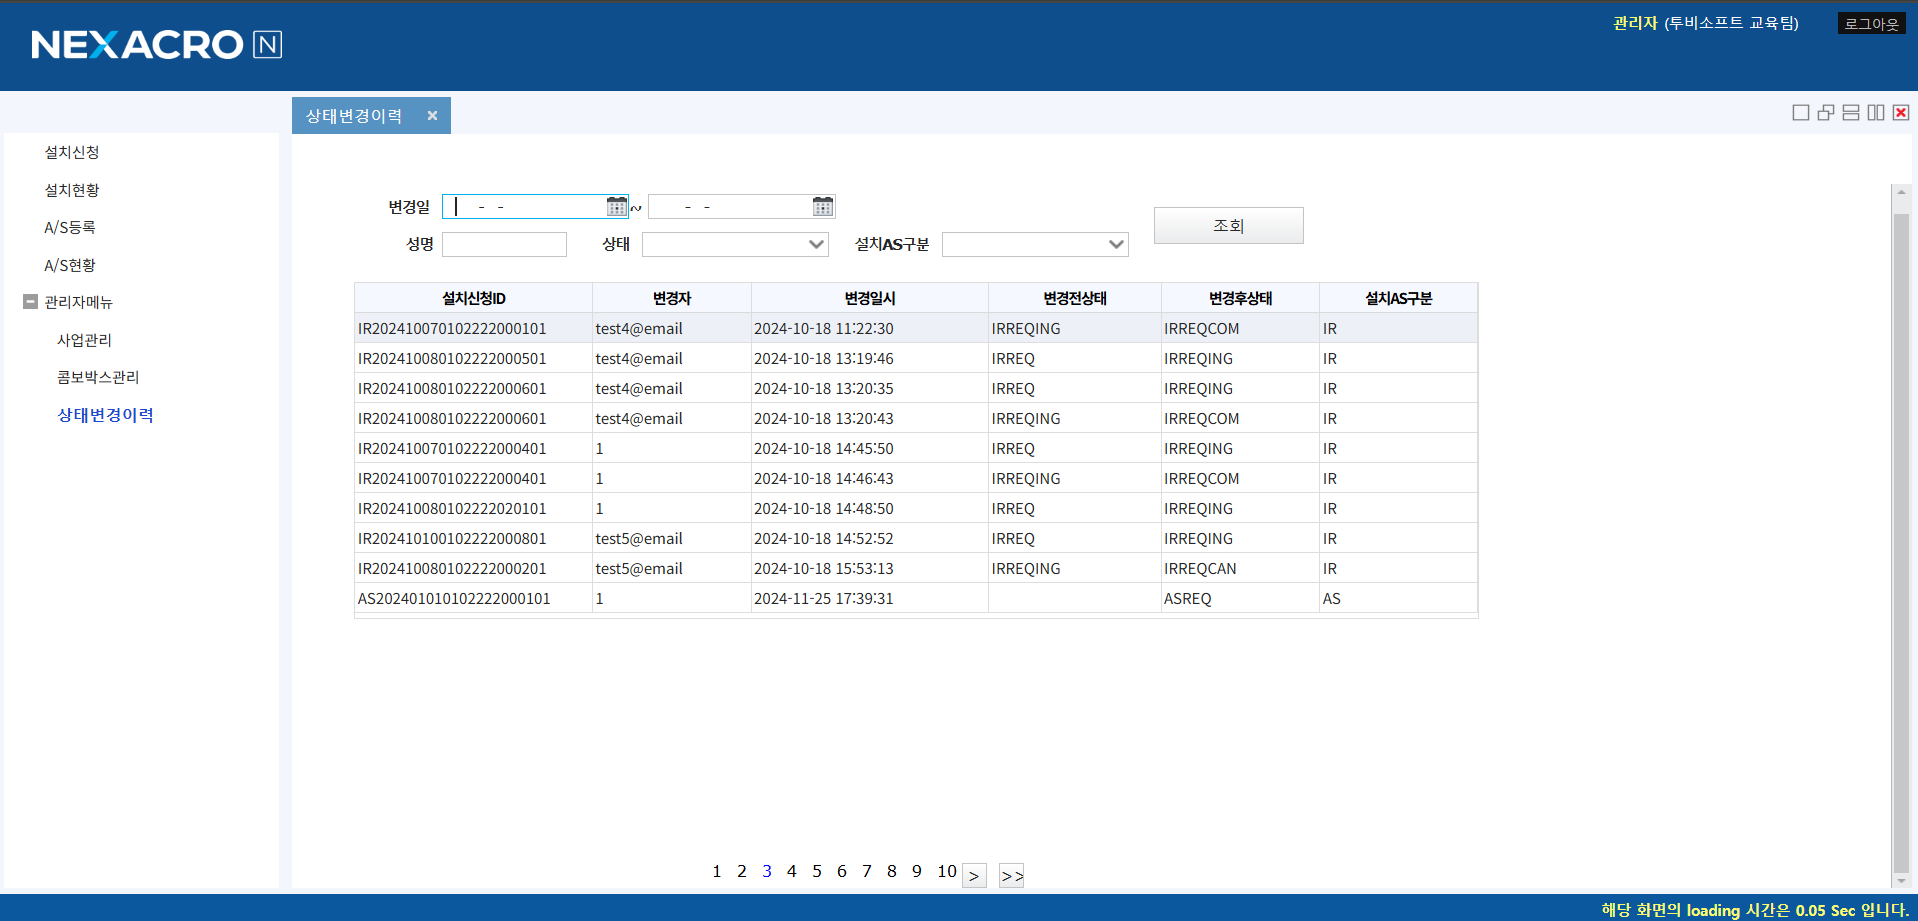 NEXACRO N
관리자 (투비소프트 교육팀) 로그아웃
상태변경이력
설치신청
설치현황
A/S등록
A/S현황
관리자메뉴
사업관리
콤보박스관리
상태변경이력
변경일 - - ~ - -
성명 상태 설치AS구분 조회
설치신청ID 변경자 변경일시 변경전상태 변경후상태 설치AS구분
IR202410070102222000101 test4@email 2024-10-18 11:22:30 IRREQING IRREQCOM IR
IR202410080102222000501 test4@email 2024-10-18 13:19:46 IRREQ IRREQING IR
IR202410080102222000601 test4@email 2024-10-18 13:20:35 IRREQ IRREQING IR
IR202410080102222000601 test4@email 2024-10-18 13:20:43 IRREQING IRREQCOM IR
IR202410070102222000401 1 2024-10-18 14:45:50 IRREQ IRREQING IR
IR202410070102222000401 1 2024-10-18 14:46:43 IRREQING IRREQCOM IR
IR202410080102222020101 1 2024-10-18 14:48:50 IRREQ IRREQING IR
IR202410100102222000801 test5@email 2024-10-18 14:52:52 IRREQ IRREQING IR
IR202410080102222000201 test5@email 2024-10-18 15:53:13 IRREQING IRREQCAN IR
AS202401010102222000101 1 2024-11-25 17:39:31 ASREQ AS
1 2 3 4 5 6 7 8 9 10 > >>
해당 화면의 loading 시간은 0.05 Sec 입니다.